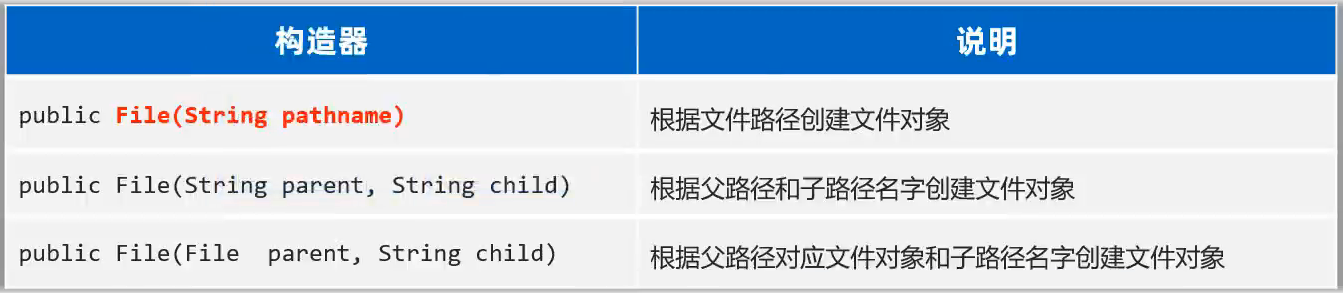 构造器 说明
public File(String pathname) 根据文件路径创建文件对象
public File(String parent, String child) 根据父路径和子路径名字创建文件对象
public File(File  parent, String child) 根据父路径对应文件对象和子路径名字创建文件对象